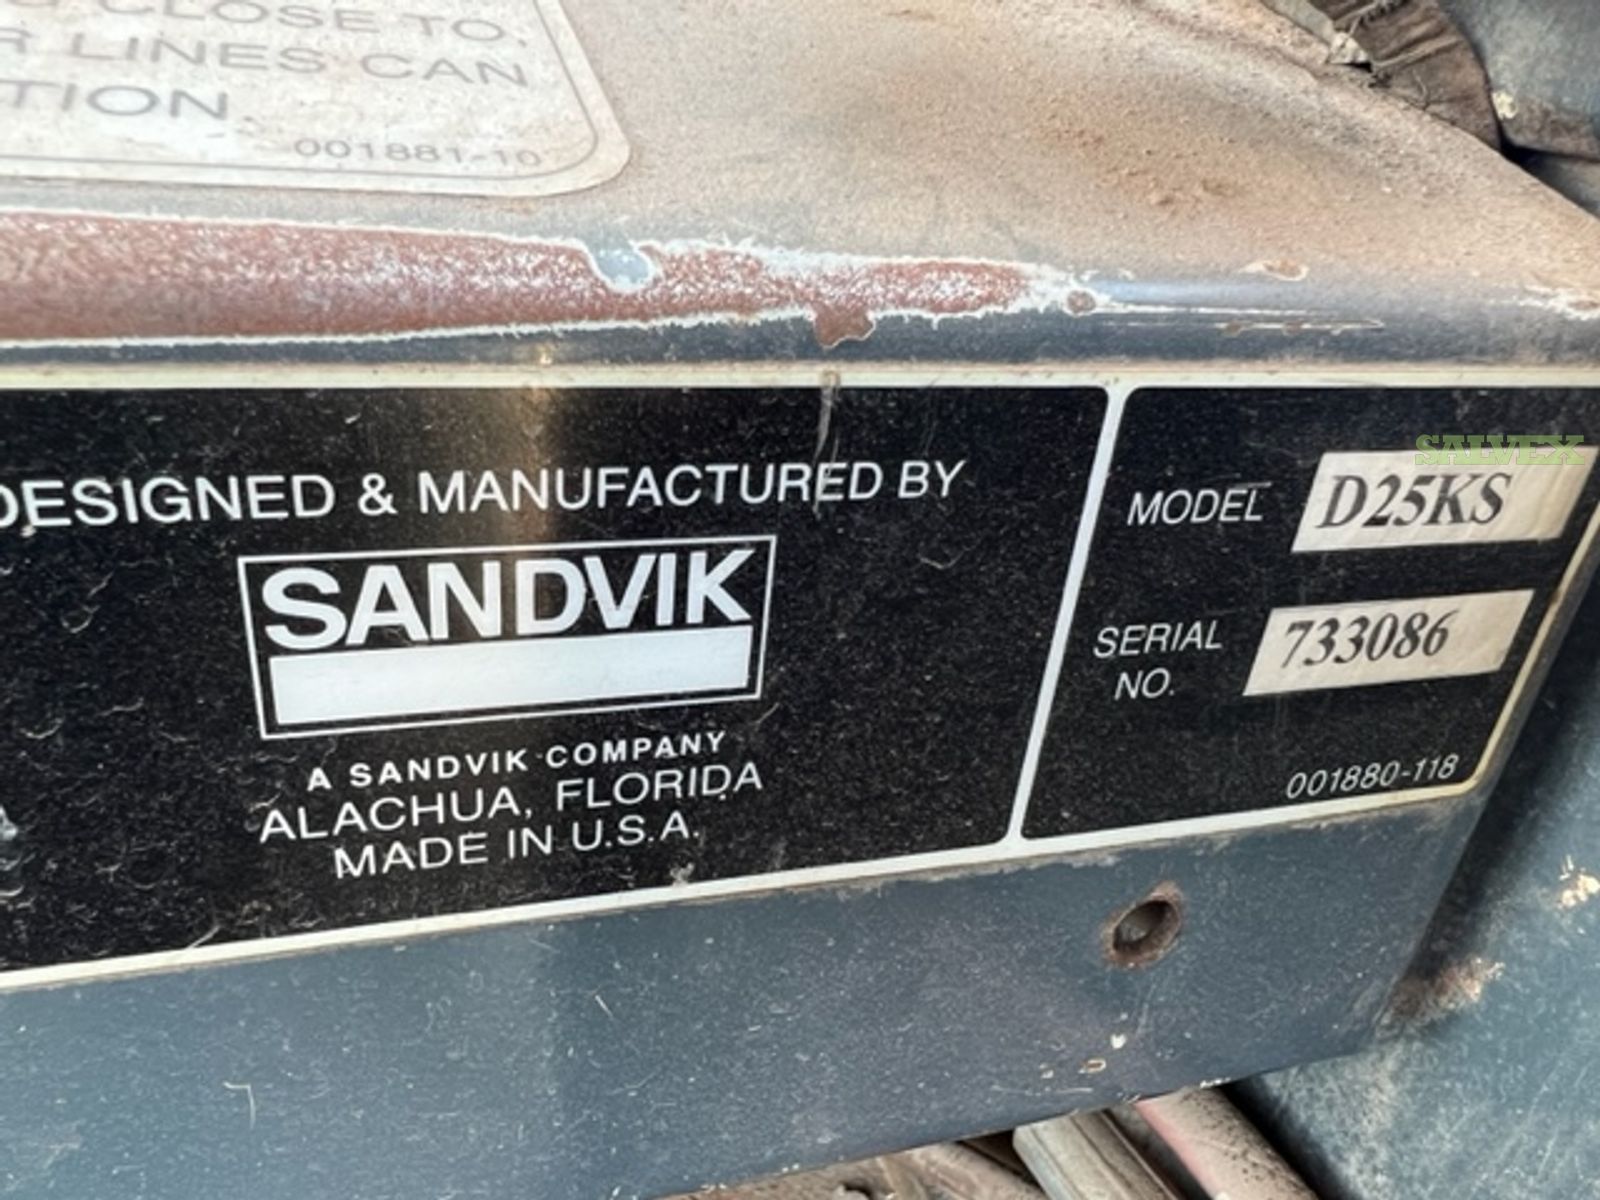 CLOSE TO,
R LINES CAN
TION.
001881-10
DESIGNED & MANUFACTURED BY
SANDVIK
A SANDVIK COMPANY
ALACHUA, FLORIDA
MADE IN U.S.A.
MODEL D25KS
SERIAL NO. 733086
001880-118
SALVEX